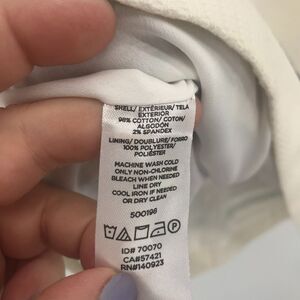 SHELL/EXTÉRIEUR/TELA
EXTERIOR
98% COTTON/COTON/
ALGODÓN
2% SPANDEX
LINING/DOUBLURE/FORRO
100% POLYESTER/
POLIÉSTER
MACHINE WASH COLD
ONLY NON-CHLORINE
BLEACH WHEN NEEDED
LINE DRY
COOL IRON IF NEEDED
OR DRY CLEAN
500196
ID# 70070
CA#57421
RN#140923